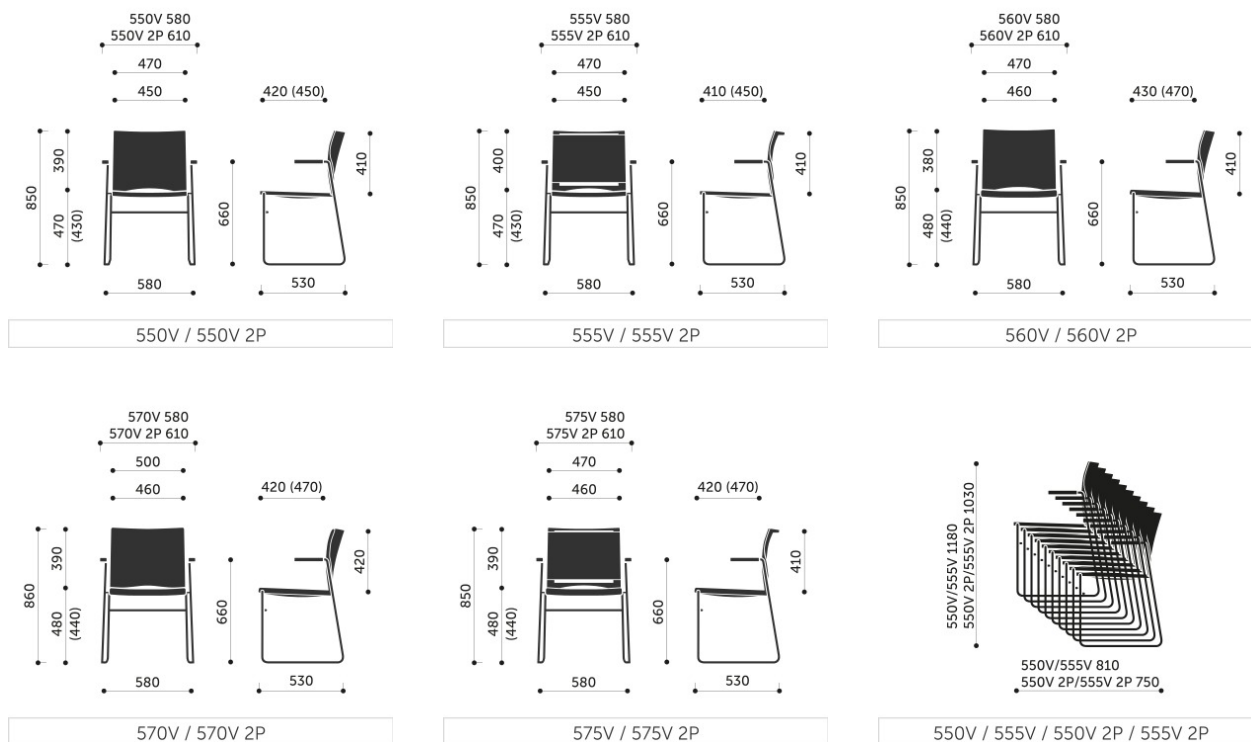 550V 580
550V 2P 610
470
450
420 (450)
850
390
470
(430)
660
410
580
530
550V / 550V 2P
555V 580
555V 2P 610
470
450
410 (450)
850
400
470
(430)
660
410
580
530
555V / 555V 2P
560V 580
560V 2P 610
470
460
430 (470)
850
380
480
(440)
660
410
580
530
560V / 560V 2P
570V 580
570V 2P 610
500
460
420 (470)
860
390
480
(440)
660
420
580
530
570V / 570V 2P
575V 580
575V 2P 610
470
460
420 (470)
850
390
480
(440)
660
410
580
530
575V / 575V 2P
550V/555V 1180
550V 2P/555V 2P 1030
550V/555V 810
550V 2P/555V 2P 750
550V / 555V / 550V 2P / 555V 2P